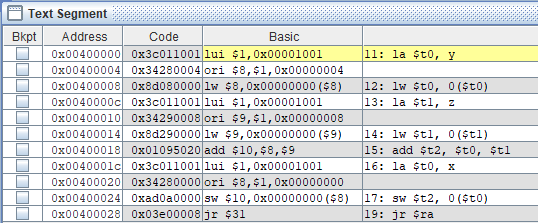 Text Segment
Bkpt Address Code Basic
0x00400000 0x3c011001 lui $1,0x00001001 11: la $t0, y
0x00400004 0x34280004 ori $8,$1,0x00000004
0x00400008 0x8d080000 lw $8,0x00000000($8) 12: lw $t0, 0($t0)
0x0040000c 0x3c011001 lui $1,0x00001001 13: la $t1, z
0x00400010 0x34290008 ori $9,$1,0x00000008
0x00400014 0x8d290000 lw $9,0x00000000($9) 14: lw $t1, 0($t1)
0x00400018 0x01095020 add $10,$8,$9 15: add $t2, $t0, $t1
0x0040001c 0x3c011001 lui $1,0x00001001 16: la $t0, x
0x00400020 0x34280000 ori $8,$1,0x00000000
0x00400024 0xad0a0000 sw $10,0x00000000($8) 17: sw $t2, 0($t0)
0x00400028 0x03e00008 jr $31 19: jr $ra